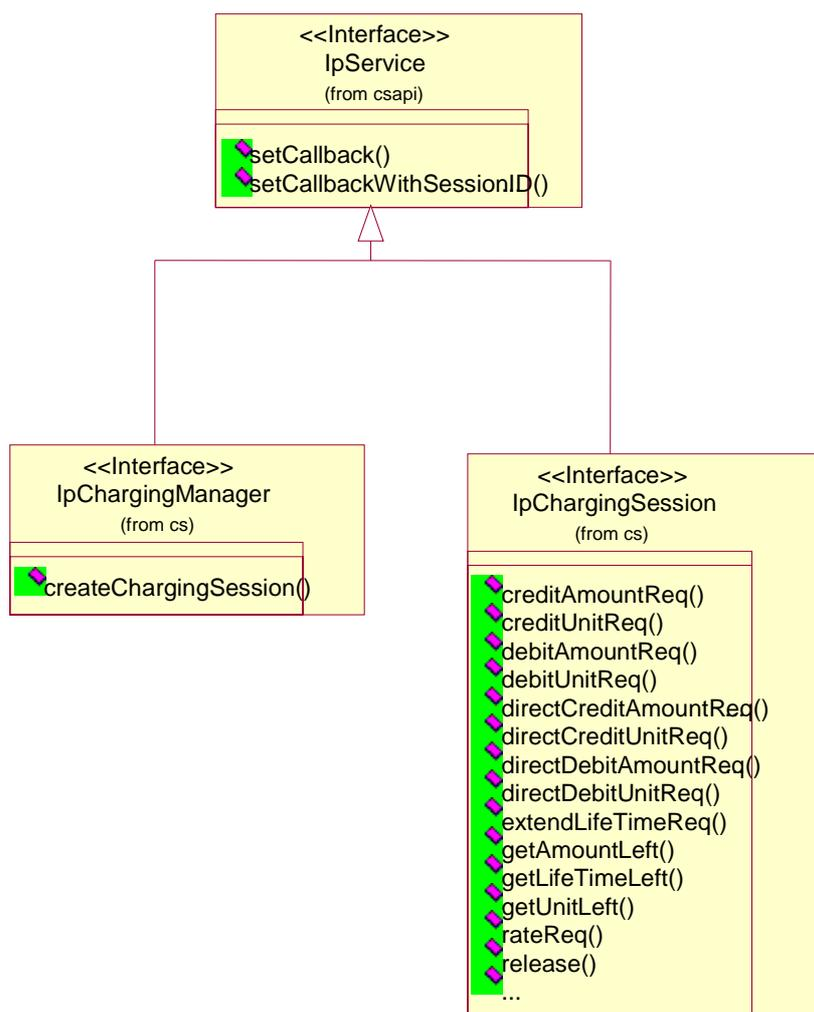 <<Interface>>
IpService
(from csapi)
setCallback()
setCallbackWithSessionID()
<<Interface>>
IpChargingManager
(from cs)
createChargingSession()
<<Interface>>
IpChargingSession
(from cs)
creditAmountReq()
creditUnitReq()
debitAmountReq()
debitUnitReq()
directCreditAmountReq()
directCreditUnitReq()
directDebitAmountReq()
directDebitUnitReq()
extendLifeTimeReq()
getAmountLeft()
getLifeTimeLeft()
getUnitLeft()
rateReq()
release()
...